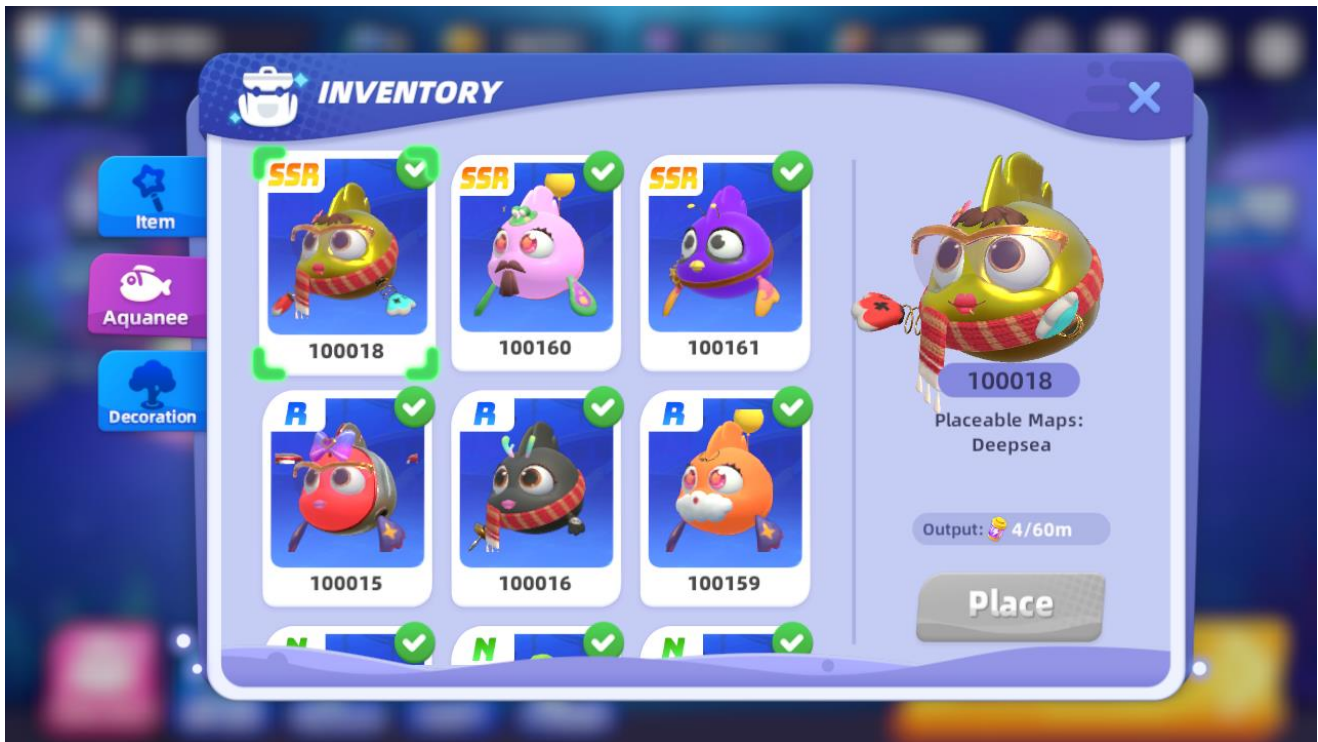 INVENTORY
Item
Aquanee
Decoration
SSR
SSR
SSR
100018
100160
100161
R
R
R
100015
100016
100159
N
N
N
100018
Placeable Maps:
Deepsea
Output: 4/60m
Place